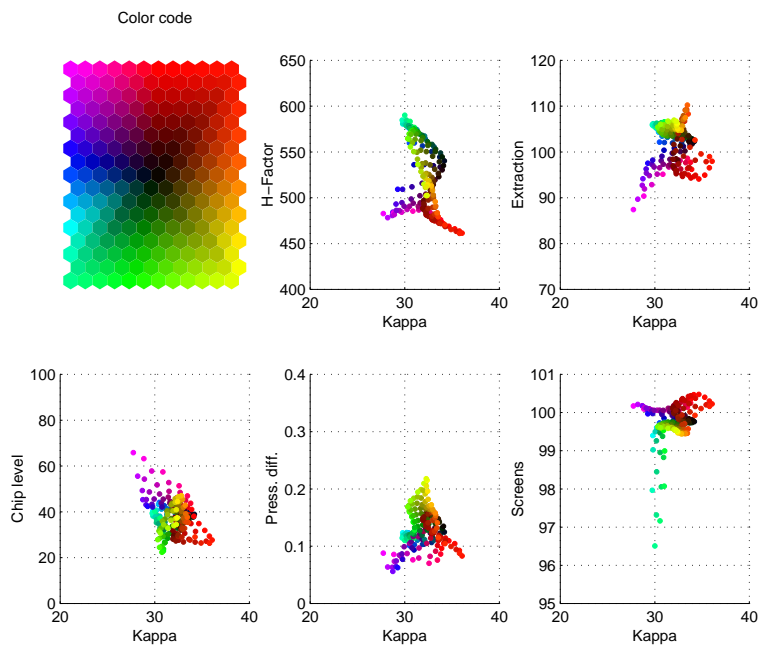 Color code
650
600
550
500
450
400
H-Factor
20 30 40
Kappa
120
110
100
90
80
70
Extraction
20 30 40
Kappa
100
80
60
40
20
0
Chip level
20 30 40
Kappa
0.4
0.3
0.2
0.1
0
Press. diff.
20 30 40
Kappa
101
100
99
98
97
96
95
Screens
20 30 40
Kappa